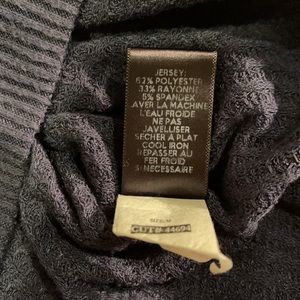 JERSEY:
62% POLYESTER
33% RAYONNE
5% SPANDEX
LAVER LA MACHINE
L'EAU FROIDE
NE PAS
JAVELLISER
SECHER A PLAT
COOL IRON
REPASSER AU
FER FROID
SI NECESSAIRE
CUT# 44694